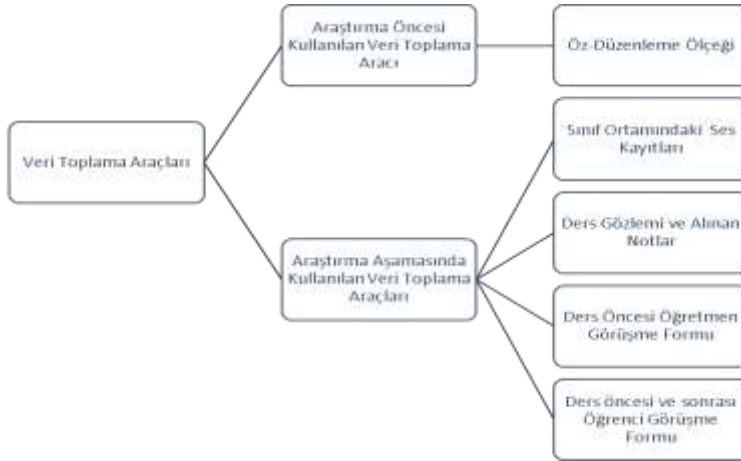 Araştırma Öncesi
Kullanılan Veri Toplama
Aracı
Öz-Düzenleme Ölçeği
Sınıf Ortamındaki Ses
Kayıtları
Veri Toplama Araçları
Ders Gözlemi ve Alınan
Notlar
Araştırma Aşamasında
Kullanılan Veri Toplama
Araçları
Ders Öncesi Öğretmen
Görüşme Formu
Ders öncesi ve sonrası
Öğrenci Görüşme
Formu